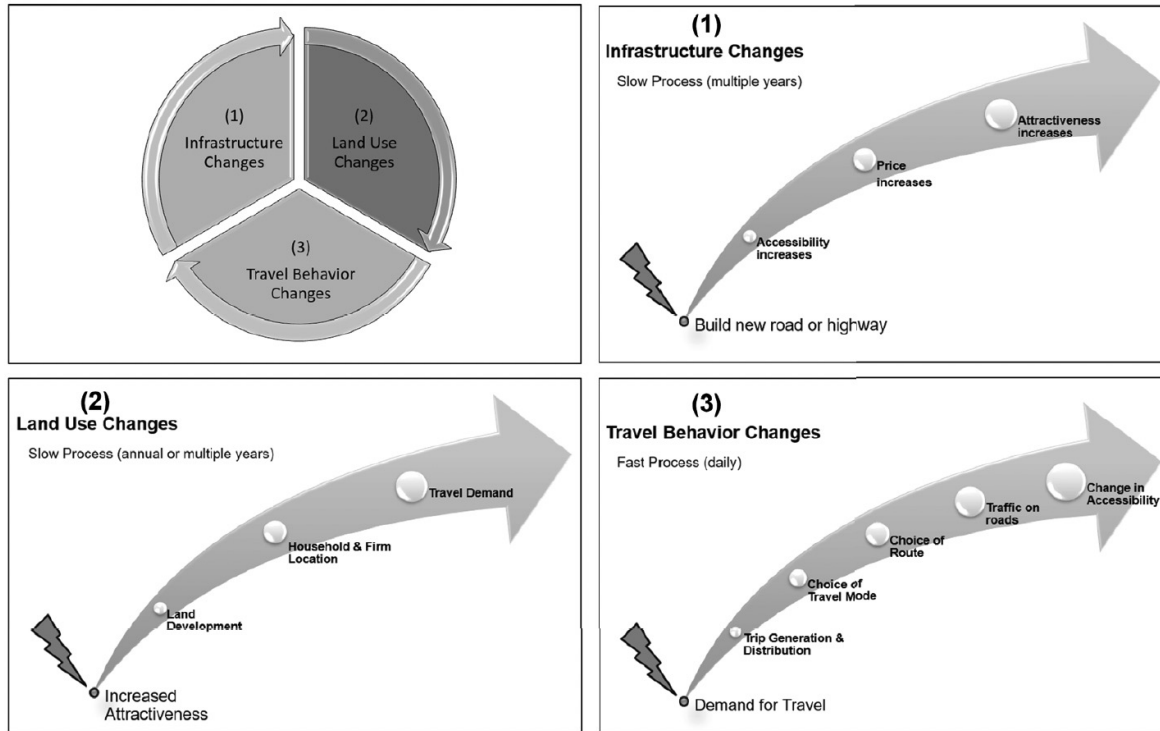 (1)
Infrastructure
Changes
(2)
Land Use
Changes
(3)
Travel Behavior
Changes
(1)
Infrastructure Changes
Slow Process (multiple years)
Attractiveness
increases
Price
increases
Accessibility
increases
Build new road or highway
(2)
Land Use Changes
Slow Process (annual or multiple years)
Travel Demand
Household & Firm
Location
Land
Development
Increased
Attractiveness
(3)
Travel Behavior Changes
Fast Process (daily)
Change in
Accessibility
Traffic on
roads
Choice of
Route
Choice of
Travel Mode
Trip Generation &
Distribution
Demand for Travel